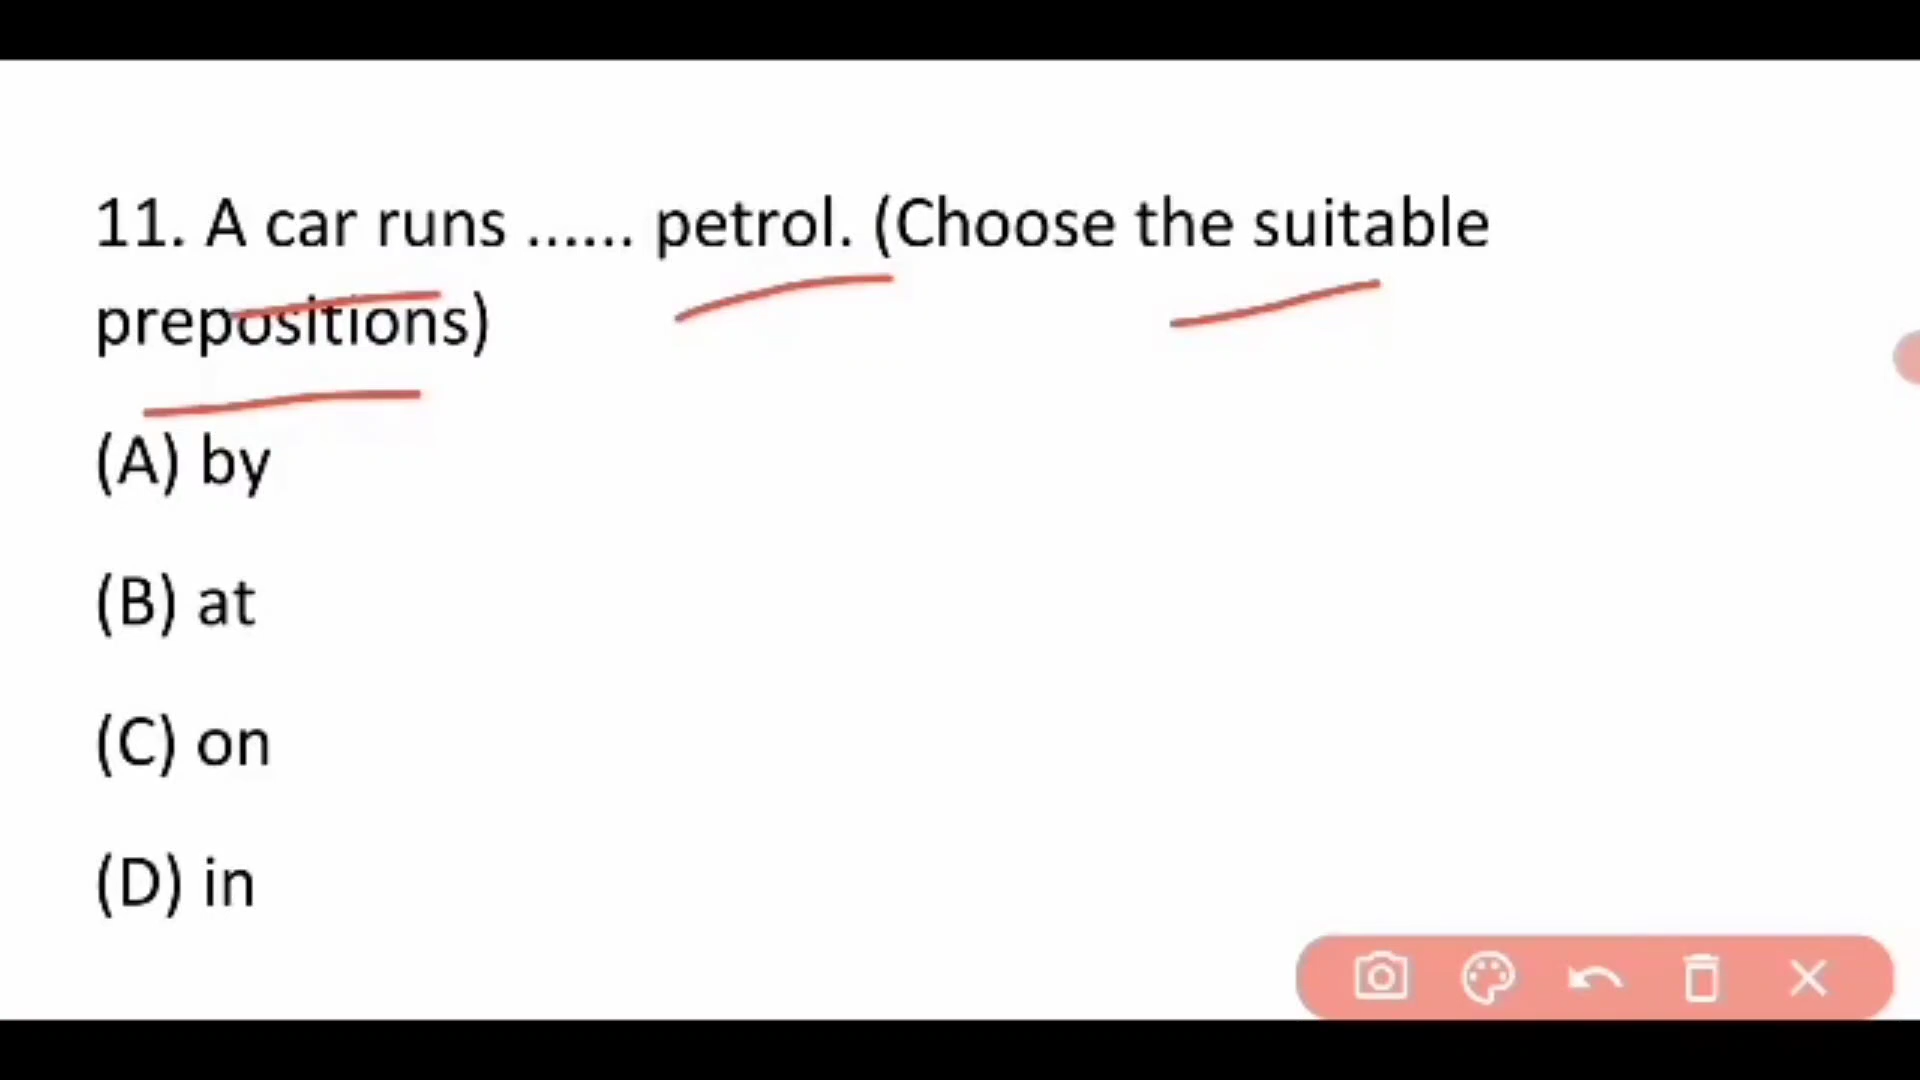 11. A car runs ...... petrol. (Choose the suitable
prepositions)
(A) by
(B) at
(C) on
(D) in